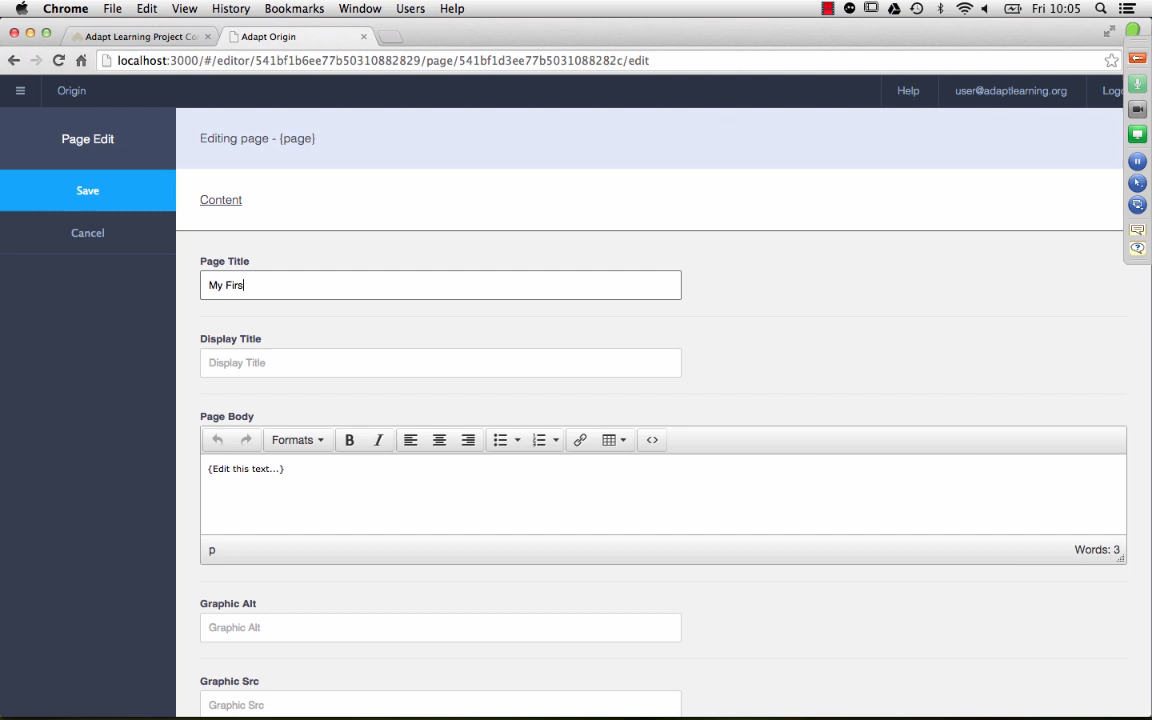 Chrome File Edit View History Bookmarks Window Users Help Fri 10:05
Adapt Learning Project Co Adapt Origin
localhost:3000/#/editor/541bf1b6ee77b50310882829/page/541bf1d3ee77b5031088282c/edit
Origin Help user@adaptlearning.org Logo
Page Edit
Editing page - {page}
Save
Content
Cancel
Page Title
My Firs
Display Title
Display Title
Page Body
Formats B I
{Edit this text...}
p Words: 3
Graphic Alt
Graphic Alt
Graphic Src
Graphic Src